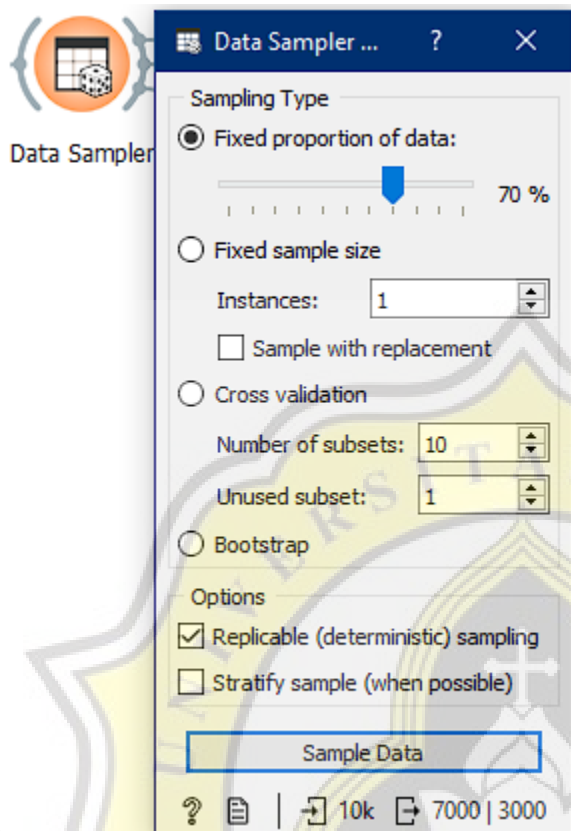 Data Sampler ... ? ×
Data Sampler
Sampling Type
Fixed proportion of data:
70 %
Fixed sample size
Instances: 1
Sample with replacement
Cross validation
Number of subsets: 10
Unused subset: 1
Bootstrap
Options
Replicable (deterministic) sampling
Stratify sample (when possible)
Sample Data
? 10k 7000 | 3000
UNIVERSITA